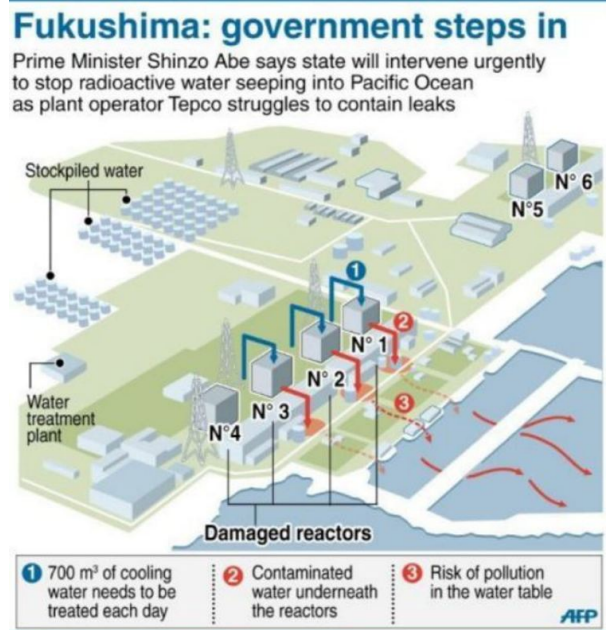 Fukushima: government steps in
Prime Minister Shinzo Abe says state will intervene urgently
to stop radioactive water seeping into Pacific Ocean
as plant operator Tepco struggles to contain leaks
Stockpiled water
N° 6
N°5
1
2
N° 1
N° 2
3
N° 3
N°4
Water
treatment
plant
Damaged reactors
1 700 m³ of cooling
water needs to be
treated each day
2 Contaminated
water underneath
the reactors
3 Risk of pollution
in the water table
AFP